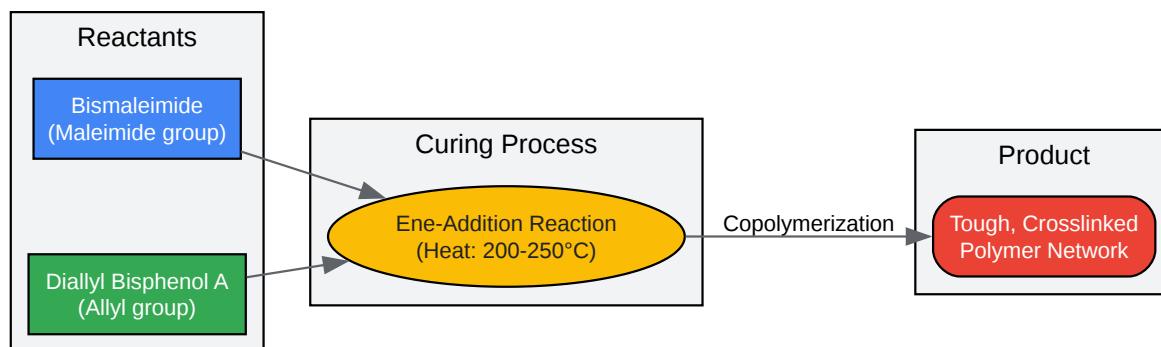 Reactants
Bismaleimide
(Maleimide group)
Diallyl Bisphenol A
(Allyl group)
Curing Process
Ene-Addition Reaction
(Heat: 200-250°C)
Copolymerization
Product
Tough, Crosslinked
Polymer Network